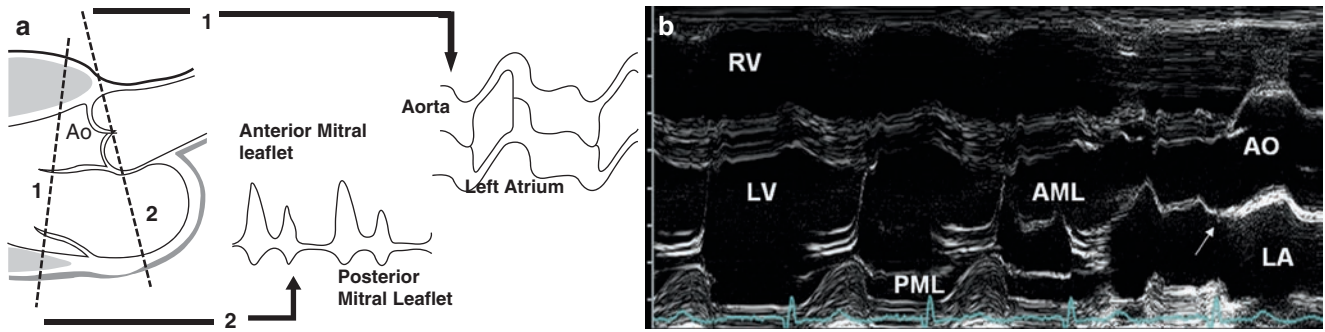 a
1
Ao
1
2
Aorta
Left Atrium
Anterior Mitral
leaflet
Posterior
Mitral Leaflet
2
b
RV
LV
AML
PML
AO
LA